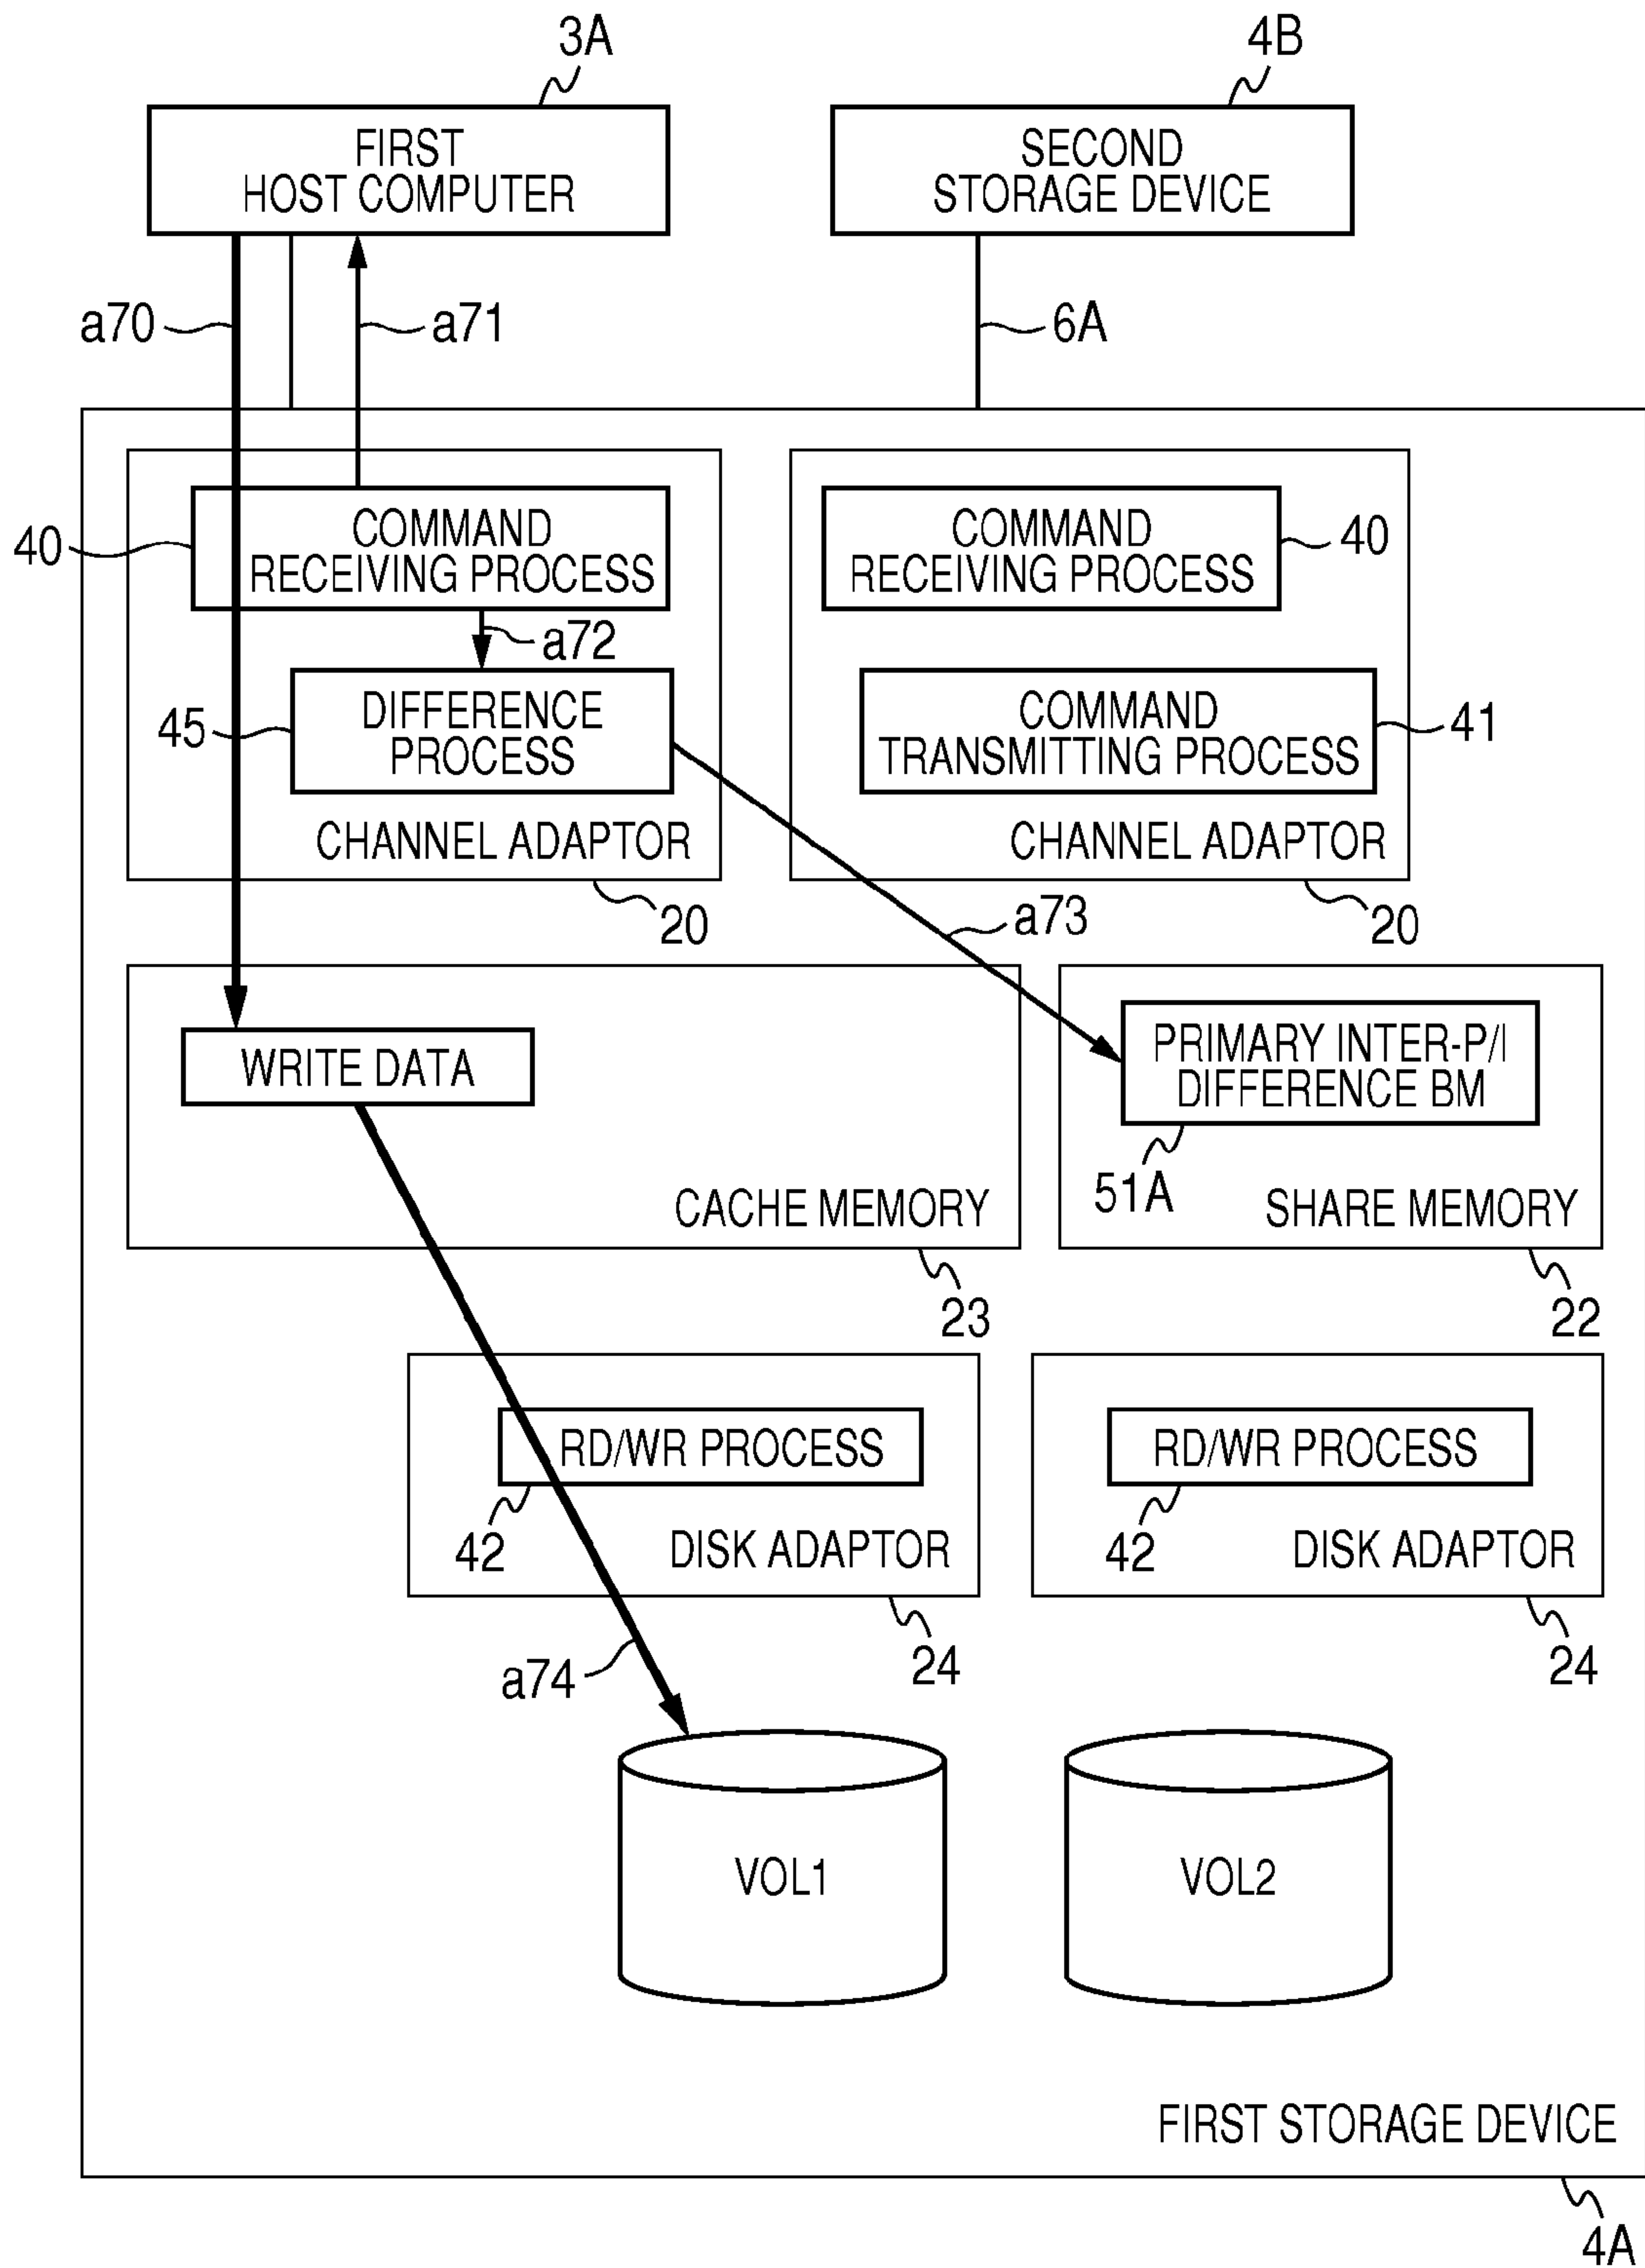 3A
4B
FIRST
HOST COMPUTER
SECOND
STORAGE DEVICE
a70
a71
6A
40
COMMAND
RECEIVING PROCESS
COMMAND
RECEIVING PROCESS
40
a72
45
DIFFERENCE
PROCESS
COMMAND
TRANSMITTING PROCESS
41
CHANNEL ADAPTOR
CHANNEL ADAPTOR
20
a73
20
WRITE DATA
PRIMARY INTER-P/I
DIFFERENCE BM
51A
CACHE MEMORY
SHARE MEMORY
23
22
RD/WR PROCESS
RD/WR PROCESS
42
DISK ADAPTOR
42
DISK ADAPTOR
a74
24
24
VOL1
VOL2
FIRST STORAGE DEVICE
4A